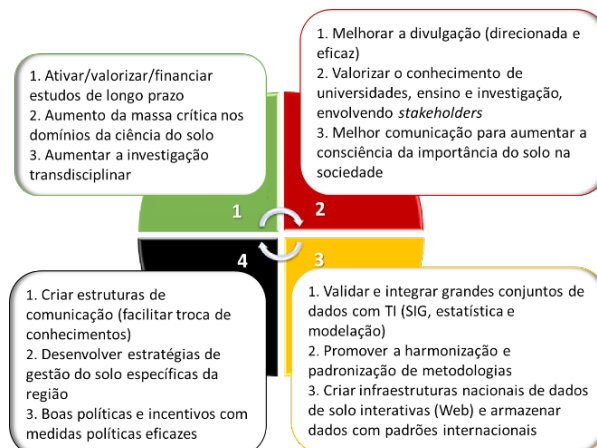 1. Ativar/valorizar/financiar
estudos de longo prazo
2. Aumento da massa crítica nos
domínios da ciência do solo
3. Aumentar a investigação
transdisciplinar
1. Melhorar a divulgação (direcionada e
eficaz)
2. Valorizar o conhecimento de
universidades, ensino e investigação,
envolvendo stakeholders
3. Melhor comunicação para aumentar a
consciência da importância do solo na
sociedade
1
2
4
3
1. Criar estruturas de
comunicação (facilitar troca de
conhecimentos)
2. Desenvolver estratégias de
gestão do solo específicas da
região
3. Boas políticas e incentivos com
medidas políticas eficazes
1. Validar e integrar grandes conjuntos de
dados com TI (SIG, estatística e
modelação)
2. Promover a harmonização e
padronização de metodologias
3. Criar infraestruturas nacionais de dados
de solo interativas (Web) e armazenar
dados com padrões internacionais